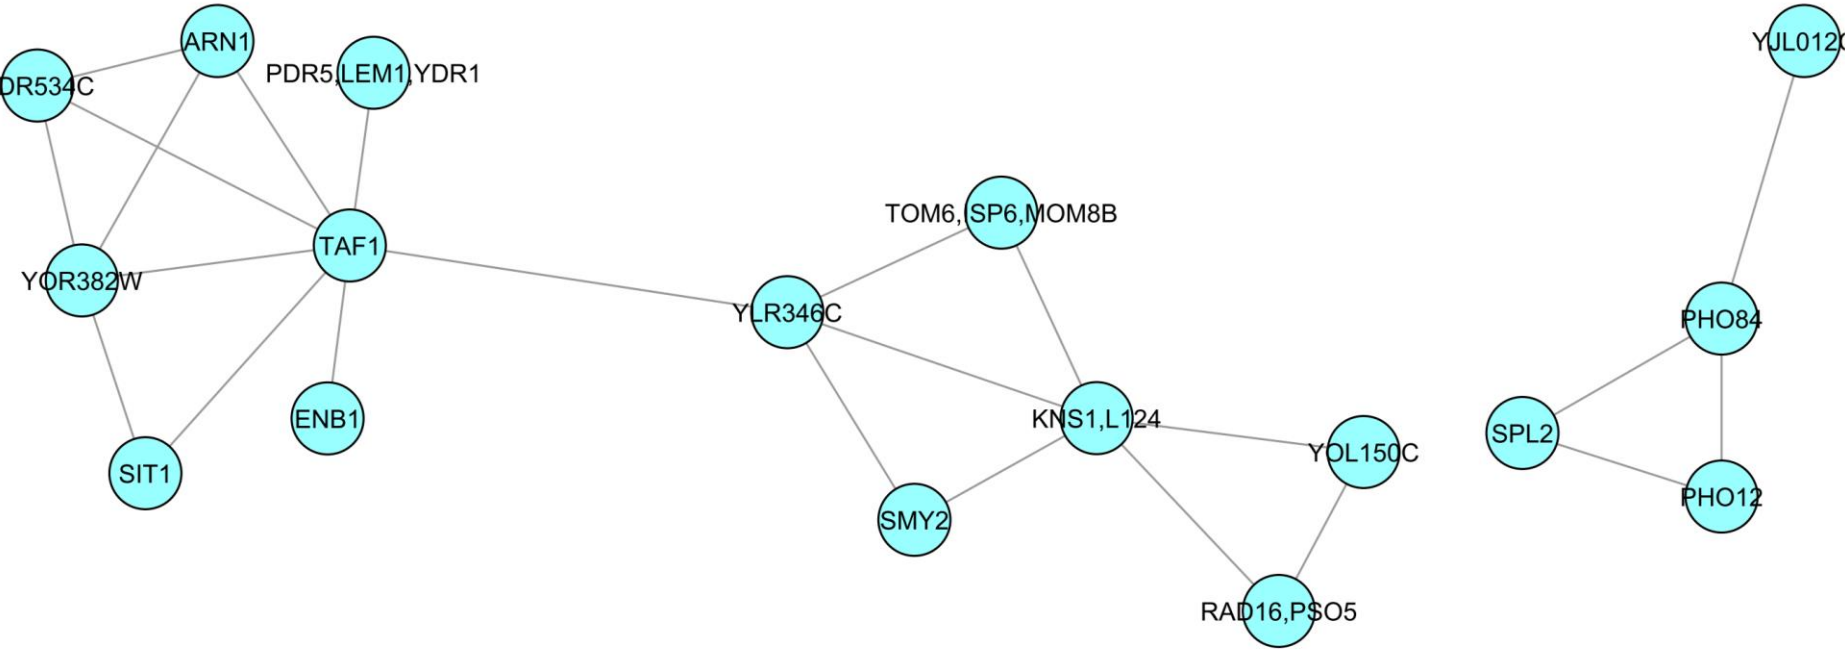 ARN1
YJL012C
PDR5,LEM1,YDR1
DR534C
TOM6,ISP6,MOM8B
TAF1
YOR382W
YLR346C
PHO84
ENB1
KNS1,L124
SPL2
YOL150C
SIT1
PHO12
SMY2
RAD16,PSO5